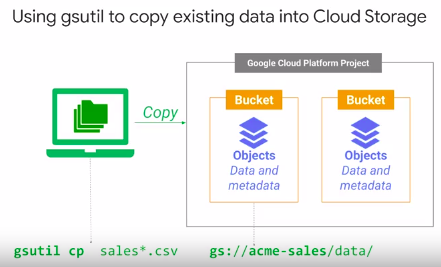 Using gsutil to copy existing data into Cloud Storage
Google Cloud Platform Project
Copy
Bucket
Bucket
Objects
Data and
metadata
Objects
Data and
metadata
gsutil cp sales*.csv gs://acme-sales/data/